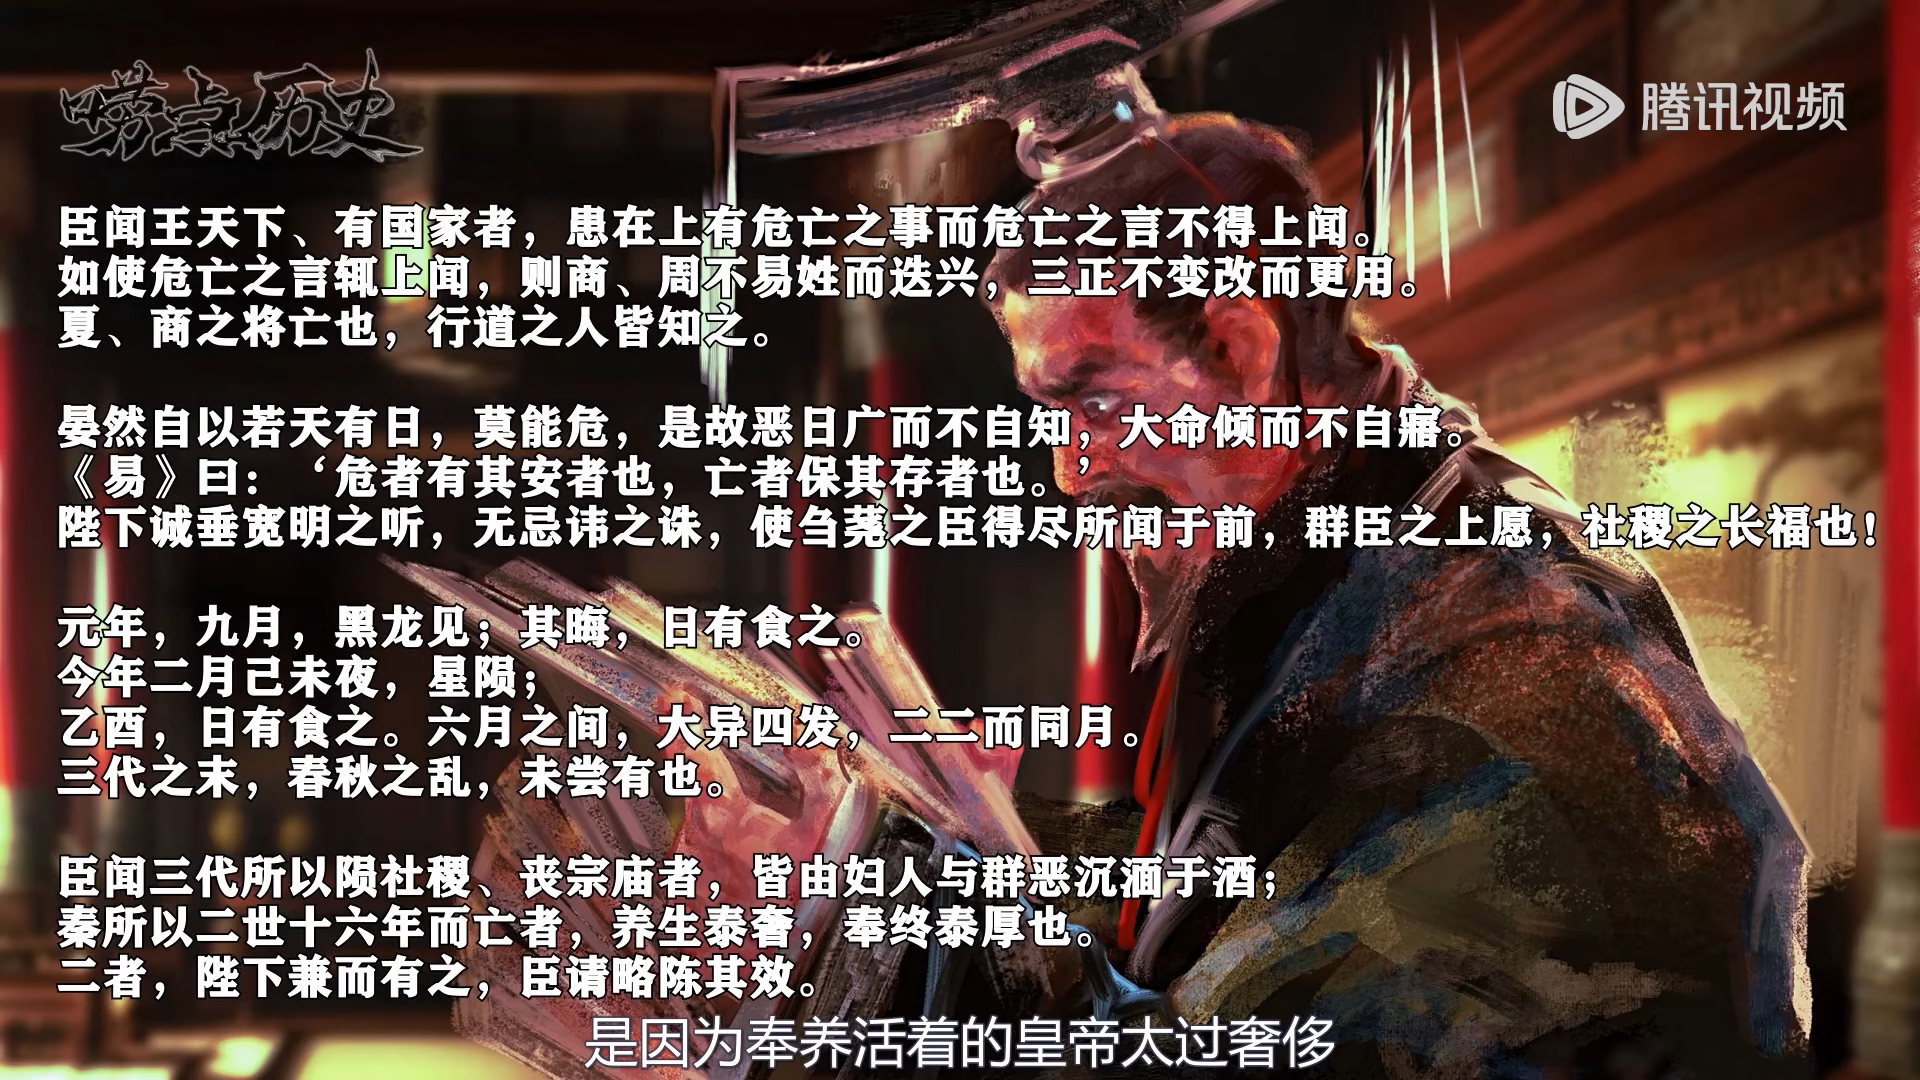 唠点历史
腾讯视频
臣闻王天下、有国家者，患在上有危亡之事而危亡之言不得上闻。
如使危亡之言辄上闻，则商、周不易姓而迭兴，三正不变改而更用。
夏、商之将亡也，行道之人皆知之。
晏然自以若天有日，莫能危，是故恶日广而不自知，大命倾而不自寤。
《易》曰：‘危者有其安者也，亡者保其存者也。’
陛下诚垂宽明之听，无忌讳之诛，使刍荛之臣得尽所闻于前，群臣之上愿，社稷之长福也！
元年，九月，黑龙见；其晦，日有食之。
今年二月己未夜，星陨；
乙酉，日有食之。六月之间，大异四发，二二而同月。
三代之末，春秋之乱，未尝有也。
臣闻三代所以陨社稷、丧宗庙者，皆由妇人与群恶沉湎于酒；
秦所以二世十六年而亡者，养生泰奢，奉终泰厚也。
二者，陛下兼而有之，臣请略陈其效。
是因为奉养活着的皇帝太过奢侈